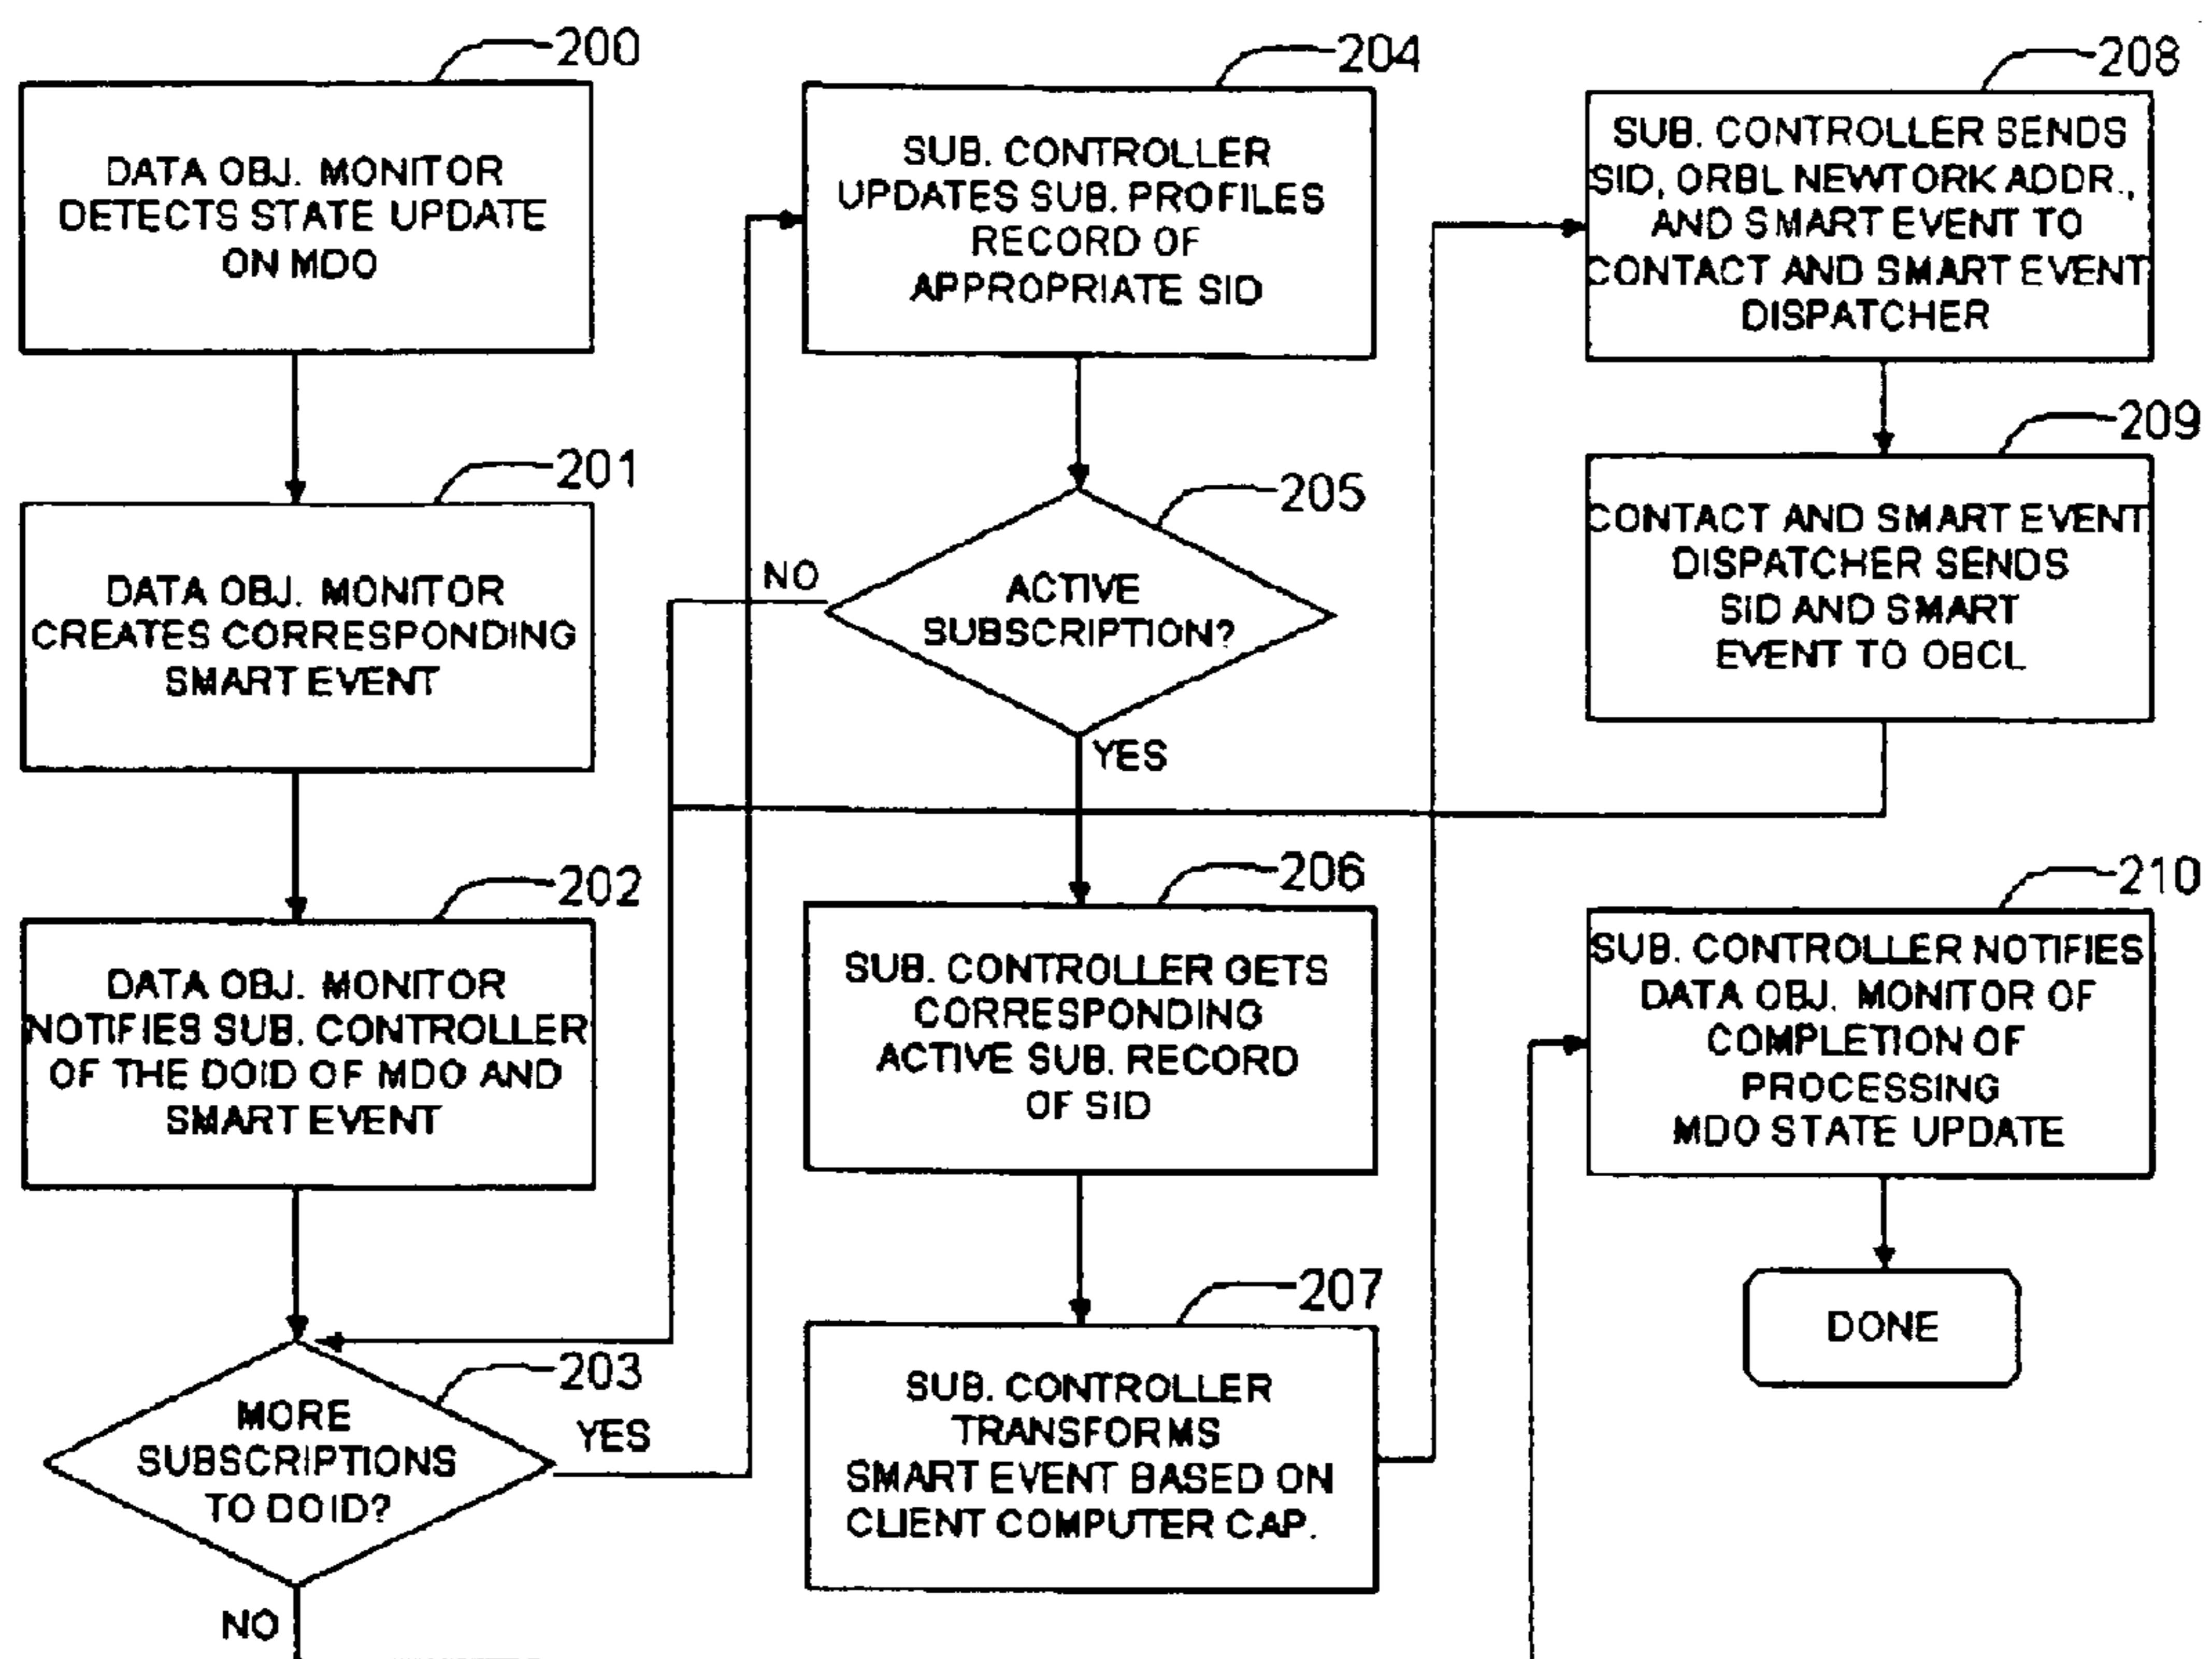 200
DATA OBJ. MONITOR
DETECTS STATE UPDATE
ON MDO
201
DATA OBJ. MONITOR
CREATES CORRESPONDING
SMART EVENT
202
DATA OBJ. MONITOR
NOTIFIES SUB. CONTROLLER
OF THE DOID OF MDO AND
SMART EVENT
203
MORE
SUBSCRIPTIONS
TO DOID?
YES
NO
204
SUB. CONTROLLER
UPDATES SUB. PROFILES
RECORD OF
APPROPRIATE SID
205
ACTIVE
SUBSCRIPTION?
NO
YES
206
SUB. CONTROLLER GETS
CORRESPONDING
ACTIVE SUB. RECORD
OF SID
207
SUB. CONTROLLER
TRANSFORMS
SMART EVENT BASED ON
CLIENT COMPUTER CAP.
208
SUB. CONTROLLER SENDS
SID, ORBL NEWTORK ADDR.,
AND SMART EVENT TO
CONTACT AND SMART EVENT
DISPATCHER
209
CONTACT AND SMART EVENT
DISPATCHER SENDS
SID AND SMART
EVENT TO OBCL
210
SUB. CONTROLLER NOTIFIES
DATA OBJ. MONITOR OF
COMPLETION OF
PROCESSING
MDO STATE UPDATE
DONE